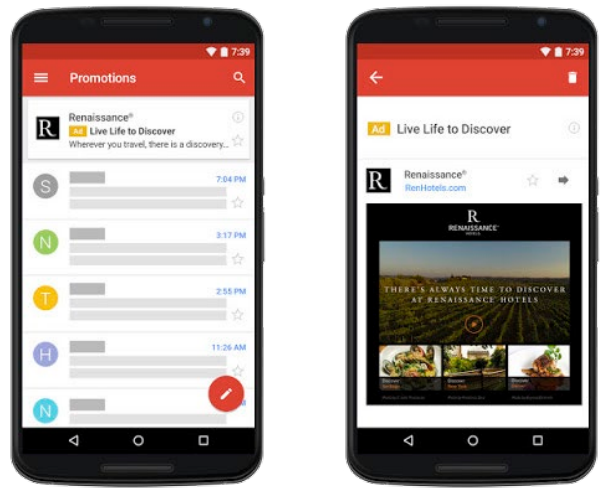 7:39
Promotions
R
Renaissance®
Ad Live Life to Discover
Wherever you travel, there is a discovery...
S
7:04 PM
N
3:17 PM
T
2:55 PM
H
11:26 AM
N
7:39
Ad Live Life to Discover
R
Renaissance®
RenHotels.com
R
RENAISSANCE®
HOTELS
THERE'S ALWAYS TIME TO DISCOVER
AT RENAISSANCE HOTELS
Discover
Discover
New York
Discover